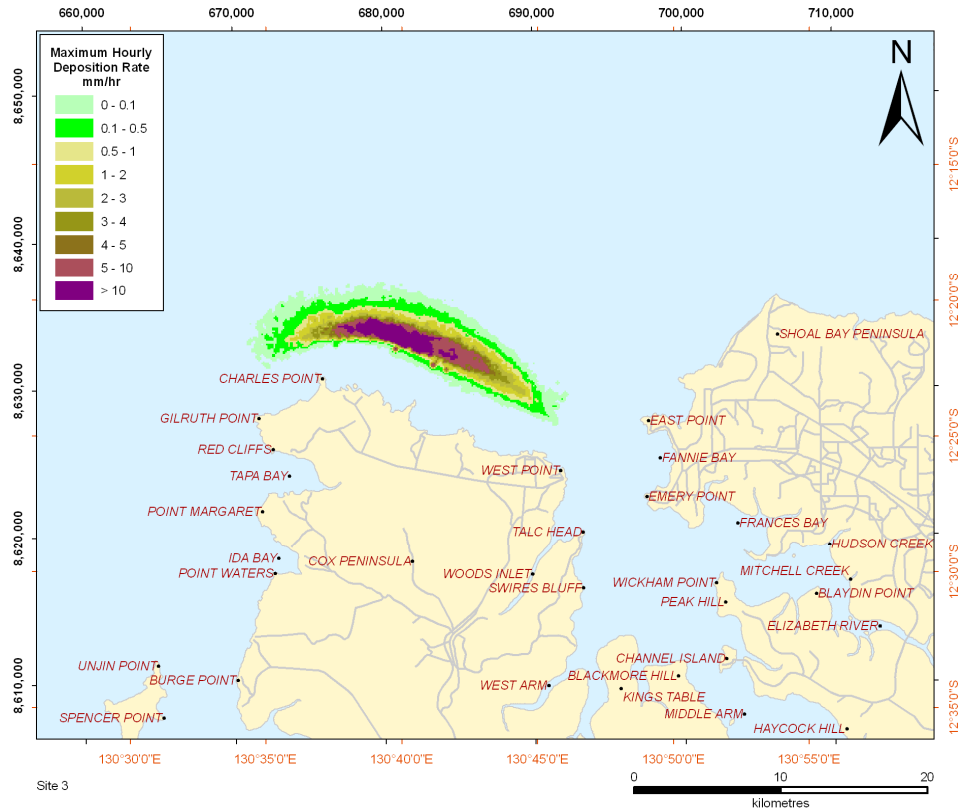 660,000 670,000 680,000 690,000 700,000 710,000
Maximum Hourly
Deposition Rate
mm/hr
0 - 0.1
0.1 - 0.5
0.5 - 1
1 - 2
2 - 3
3 - 4
4 - 5
5 - 10
> 10
N
8,650,000
8,640,000
8,630,000
8,620,000
8,610,000
12°15'0"S
12°20'0"S
12°25'0"S
12°30'0"S
12°35'0"S
SHOAL BAY PENINSULA
CHARLES POINT
GILRUTH POINT
EAST POINT
RED CLIFFS
FANNIE BAY
WEST POINT
TAPA BAY
EMERY POINT
POINT MARGARET
FRANCES BAY
TALC HEAD
HUDSON CREEK
IDA BAY
COX PENINSULA
POINT WATERS
WOODS INLET
MITCHELL CREEK
WICKHAM POINT
SWIRES BLUFF
BLAYDIN POINT
PEAK HILL
ELIZABETH RIVER
CHANNEL ISLAND
UNJIN POINT
BLACKMORE HILL
BURGE POINT
WEST ARM
KINGS TABLE
MIDDLE ARM
SPENCER POINT
HAYCOCK HILL
130°30'0"E 130°35'0"E 130°40'0"E 130°45'0"E 130°50'0"E 130°55'0"E
Site 3
0 10 20
kilometres